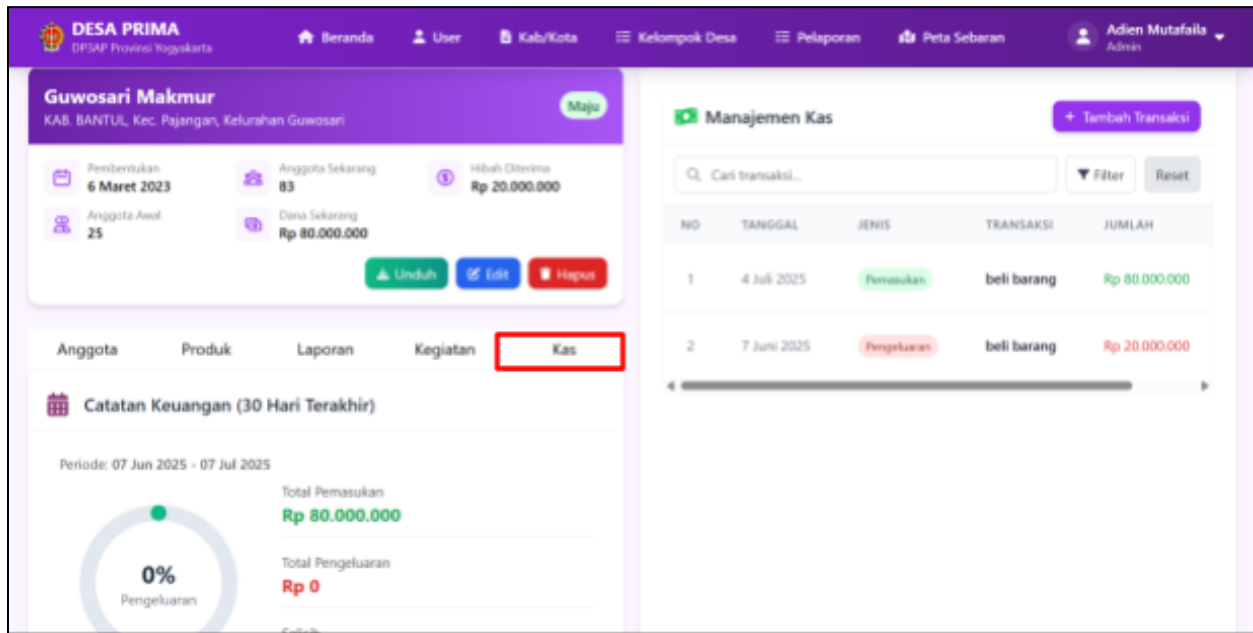 DESA PRIMA
DP3AP Provinsi Yogyakarta
Beranda
User
Kab/Kota
Kelompok Desa
Pelaporan
Peta Sebaran
Adien Mutafaila
Admin
Guwosari Makmur
KAB. BANTUL, Kec. Pajangan, Kelurahan Guwosari
Maju
Pembentukan
6 Maret 2023
Anggota Sekarang
83
Hibah Diterima
Rp 20.000.000
Anggota Awal
25
Dana Sekarang
Rp 80.000.000
Unduh
Edit
Hapus
Anggota
Produk
Laporan
Kegiatan
Kas
Catatan Keuangan (30 Hari Terakhir)
Periode: 07 Jun 2025 - 07 Jul 2025
0%
Pengeluaran
Total Pemasukan
Rp 80.000.000
Total Pengeluaran
Rp 0
Manajemen Kas
+ Tambah Transaksi
Cari transaksi...
Filter
Reset
NO TANGGAL JENIS TRANSAKSI JUMLAH
1 4 Juli 2025 Pemasukan beli barang Rp 80.000.000
2 7 Juni 2025 Pengeluaran beli barang Rp 20.000.000